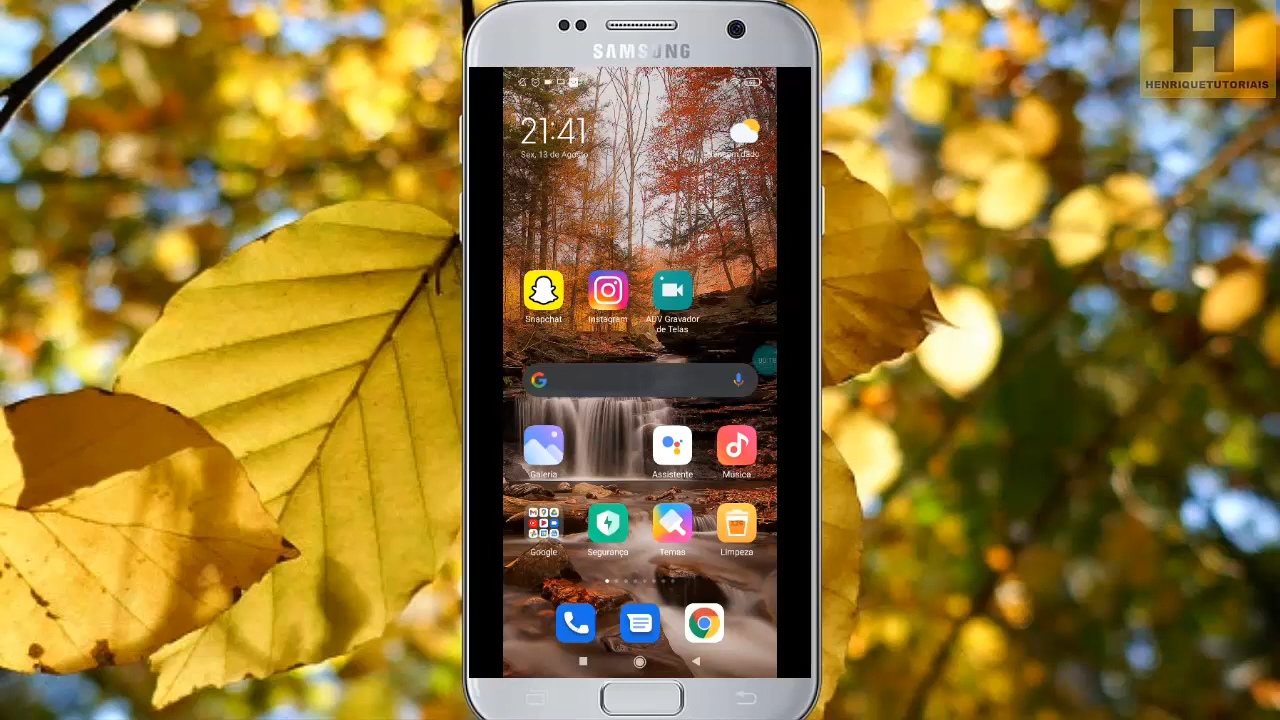 SAMSUNG
HENRIQUETUTORIAIS
21:41
Sex, 13 de Agosto
Snapchat
Instagram
ADV Gravador
de Telas
Galeria
Assistente
Música
Google
Segurança
Temas
Limpeza